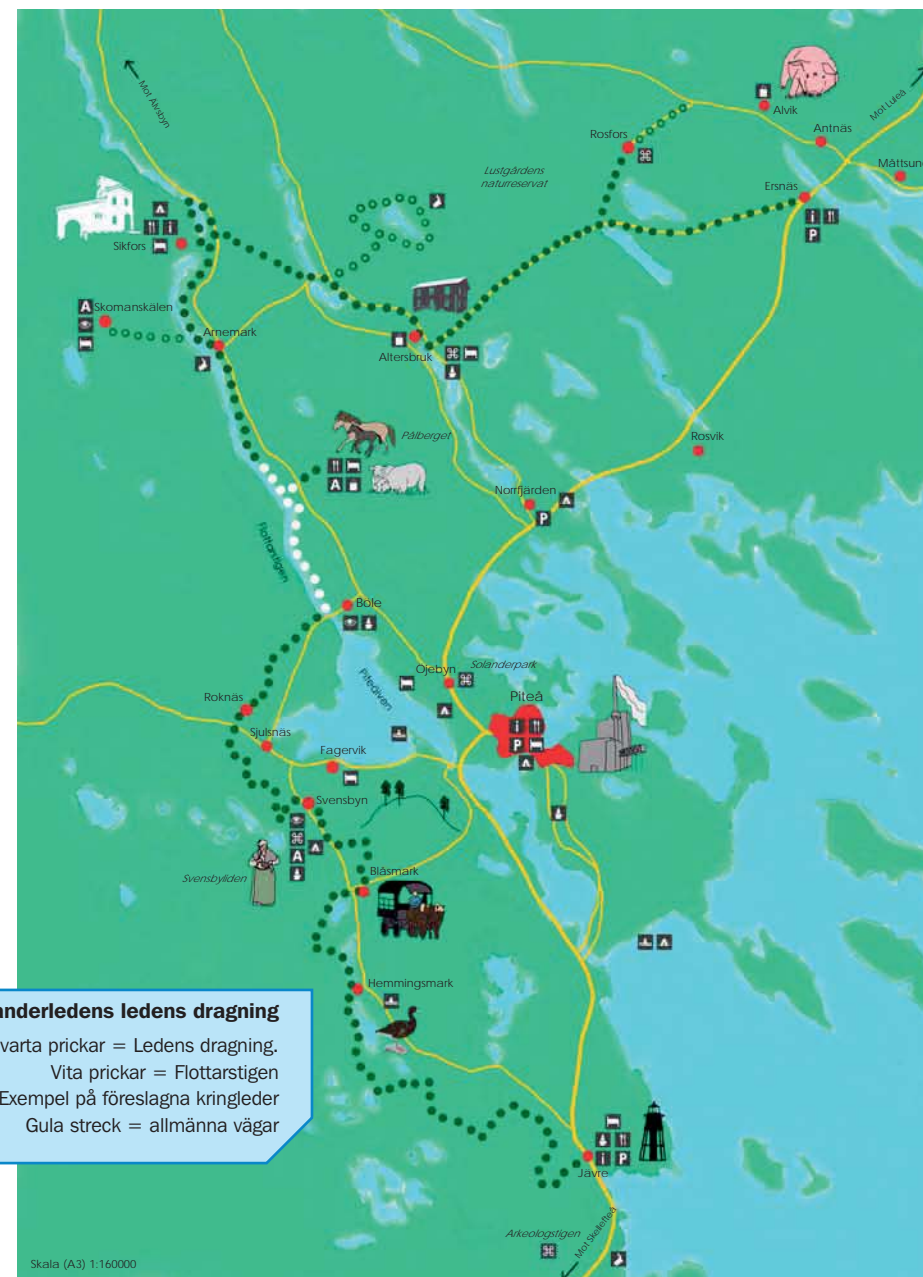 Mot Älvsbyn
Alvik
Mot Luleå
Antnäs
Rosfors
Måttsund
Lustgårdens
naturreservat
Ersnäs
i
P
i
Sikfors
A
Skomanskälen
Arnemark
Altersbruk
Pålberget
A
Rosvik
Norrfjärden
P
Flottarstigen
Böle
Öjebyn
Solanderpark
Piteälven
Piteå
i
P
Roknäs
Sjulsnäs
Fagervik
Svensbyn
A
Svensbyliden
Blåsmark
Hemmingsmark
anderledens ledens dragning
varta prickar = Ledens dragning.
Vita prickar = Flottarstigen
Exempel på föreslagna kringleder
Gula streck = allmänna vägar
i P
Jävre
Arkeologstigen
Mot Skellefteå
Skala (A3) 1:160000